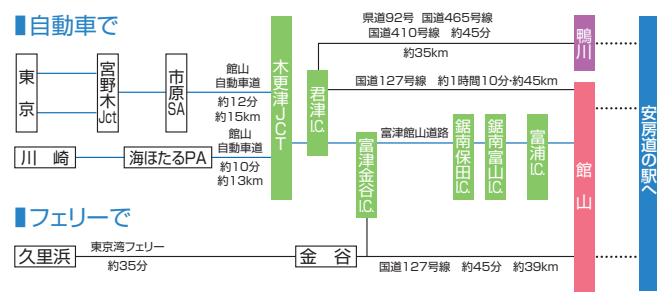 ■自動車で
東京
宮野木Jct
市原SA
館山
自動車道
約12分
約15km
川崎
海ほたるPA
館山
自動車道
約10分
約13km
木更津JCT
君津I.C.
県道92号 国道465号線
国道410号線 約45分
約35km
鴨川
国道127号線 約1時間10分・約45km
富津館山道路
富津金谷I.C.
鋸南保田I.C.
鋸南富山I.C.
富浦I.C.
館山
安房道の駅へ
■フェリーで
久里浜
東京湾フェリー
約35分
金谷
国道127号線 約45分 約39km